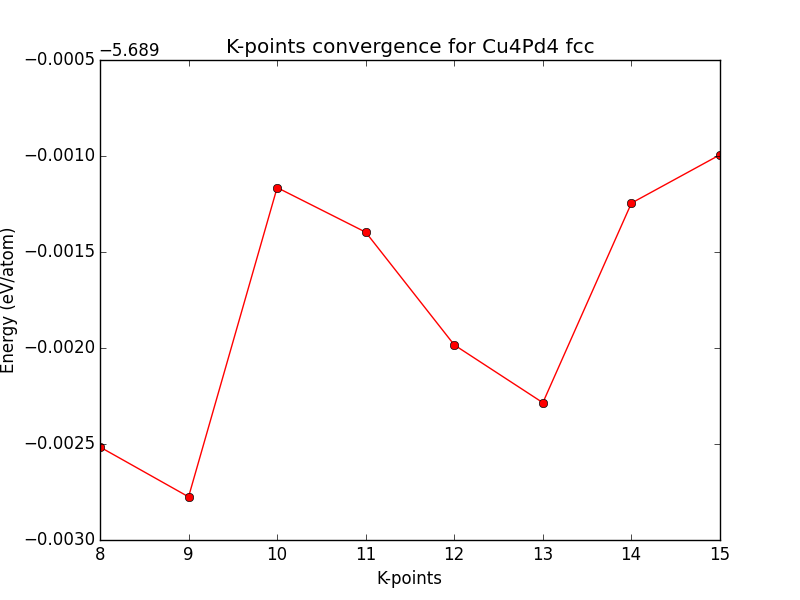 K-points convergence for Cu4Pd4 fcc
−5.689
−0.0005
−0.0010
−0.0015
−0.0020
−0.0025
−0.0030
Energy (eV/atom)
8 9 10 11 12 13 14 15
K-points